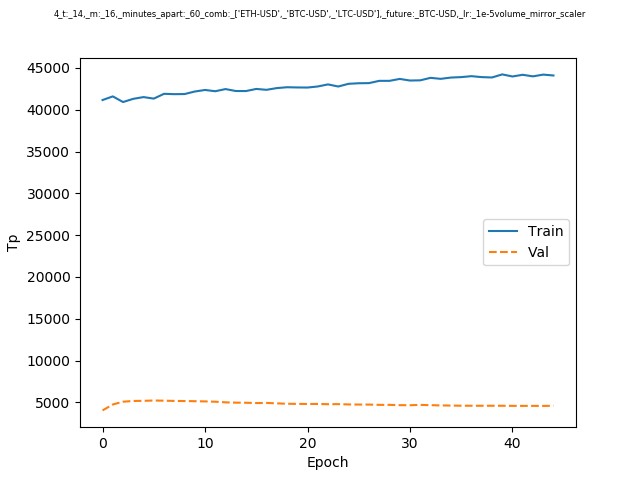 4_t:_14,_m:_16,_minutes_apart:_60_comb:_['ETH-USD',_'BTC-USD',_'LTC-USD'],_future:_BTC-USD,_lr:_1e-5volume_mirror_scaler
45000
40000
35000
30000
25000
20000
15000
10000
5000
Tp
Train
Val
0 10 20 30 40
Epoch